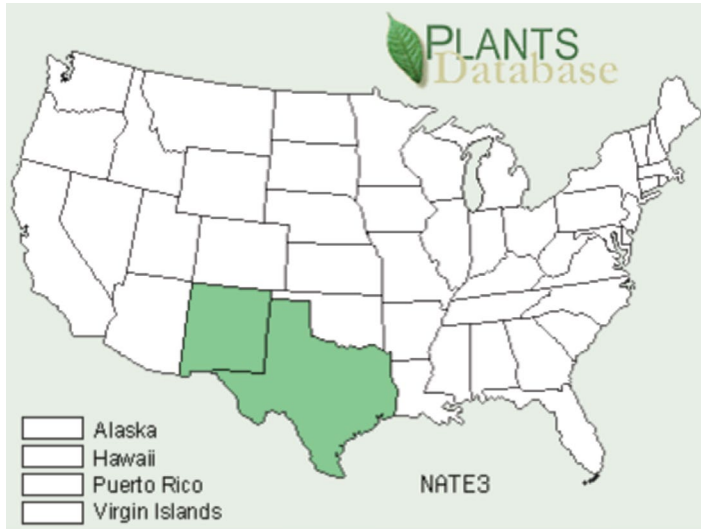 PLANTS
Database
Alaska
Hawaii
Puerto Rico
Virgin Islands
NATE3